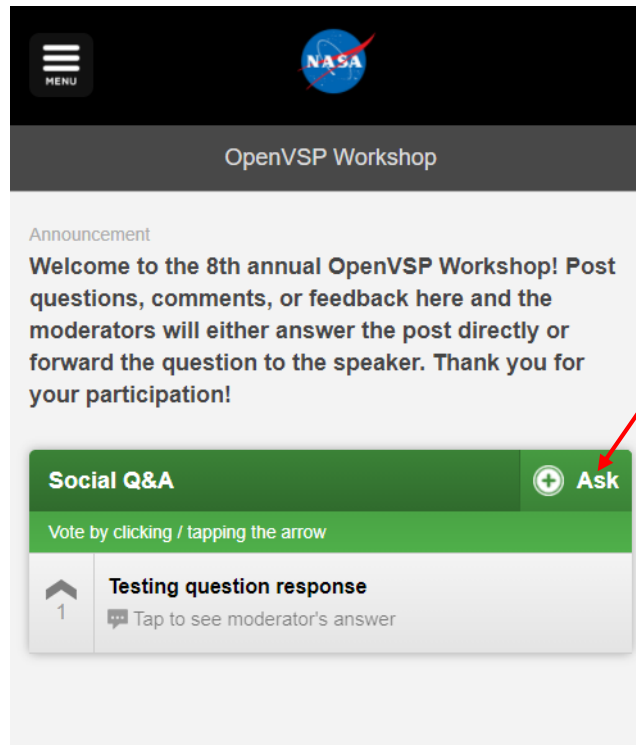 MENU
NASA
OpenVSP Workshop
Announcement
Welcome to the 8th annual OpenVSP Workshop! Post
questions, comments, or feedback here and the
moderators will either answer the post directly or
forward the question to the speaker. Thank you for
your participation!
Social Q&A
Ask
Vote by clicking / tapping the arrow
Testing question response
1
Tap to see moderator's answer